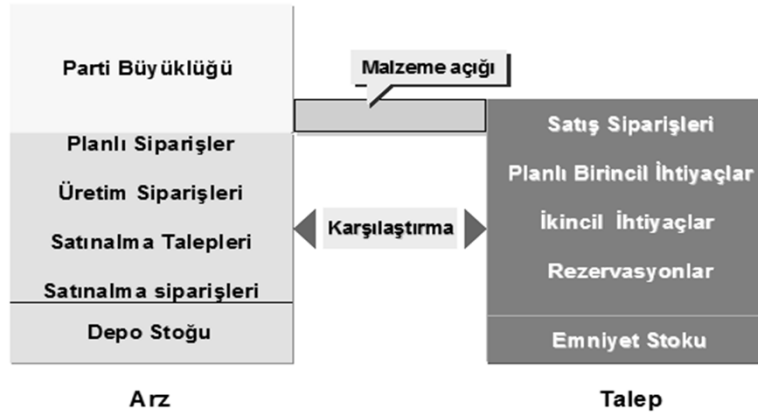 Parti Büyüklüğü
Malzeme açığı
Planlı Siparişler
Üretim Siparişleri
Satınalma Talepleri
Satınalma siparişleri
Depo Stoğu
Karşılaştırma
Satış Siparişleri
Planlı Birincil İhtiyaçlar
İkincil İhtiyaçlar
Rezervasyonlar
Emniyet Stoku
Arz
Talep